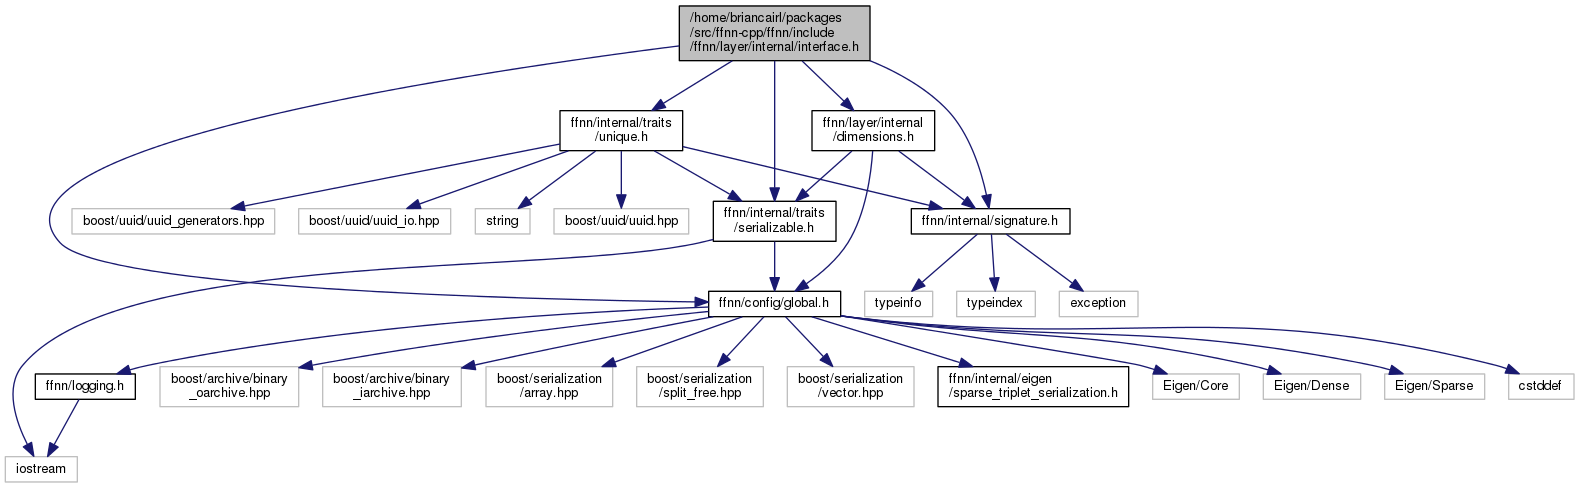 /home/briancairl/packages
/src/ffnn-cpp/ffnn/include
/ffnn/layer/internal/interface.h
ffnn/internal/traits
/unique.h
ffnn/layer/internal
/dimensions.h
boost/uuid/uuid_generators.hpp
boost/uuid/uuid_io.hpp
string
boost/uuid/uuid.hpp
ffnn/internal/traits
/serializable.h
ffnn/internal/signature.h
ffnn/config/global.h
typeinfo
typeindex
exception
ffnn/logging.h
boost/archive/binary
_oarchive.hpp
boost/archive/binary
_iarchive.hpp
boost/serialization
/array.hpp
boost/serialization
/split_free.hpp
boost/serialization
/vector.hpp
ffnn/internal/eigen
/sparse_triplet_serialization.h
Eigen/Core
Eigen/Dense
Eigen/Sparse
cstddef
iostream